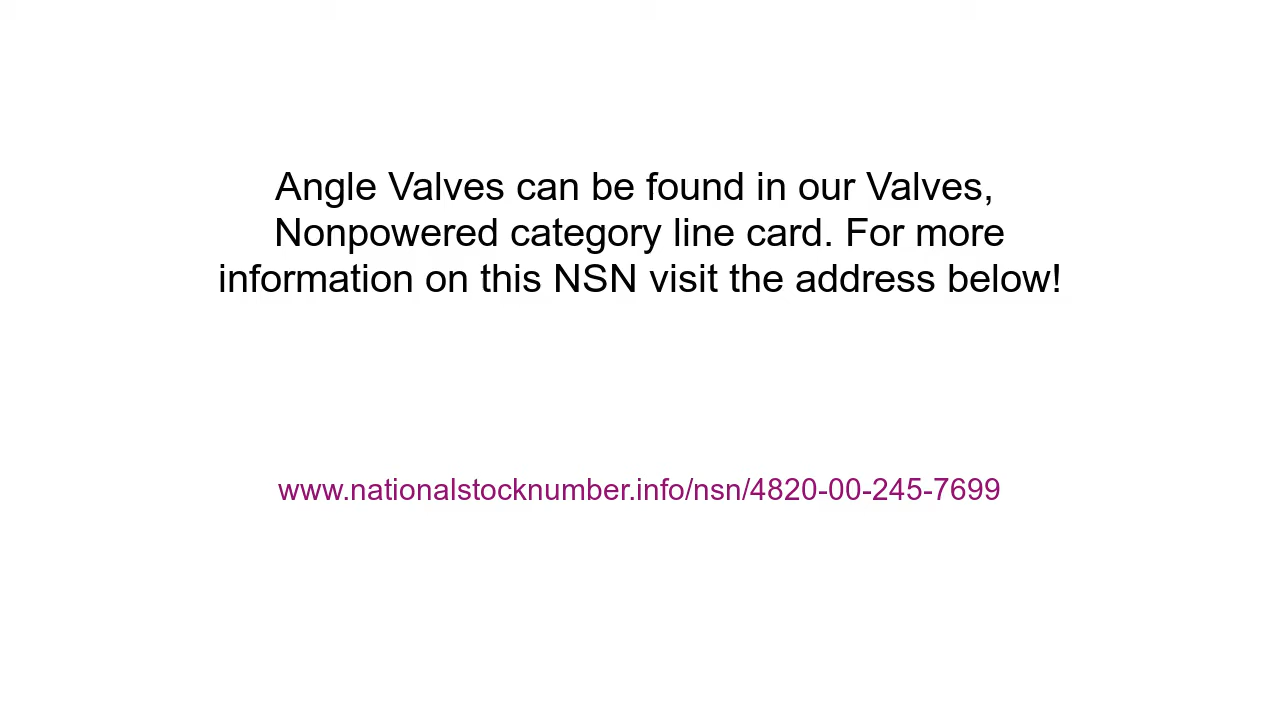 Angle Valves can be found in our Valves,
Nonpowered category line card. For more
information on this NSN visit the address below!
www.nationalstocknumber.info/nsn/4820-00-245-7699